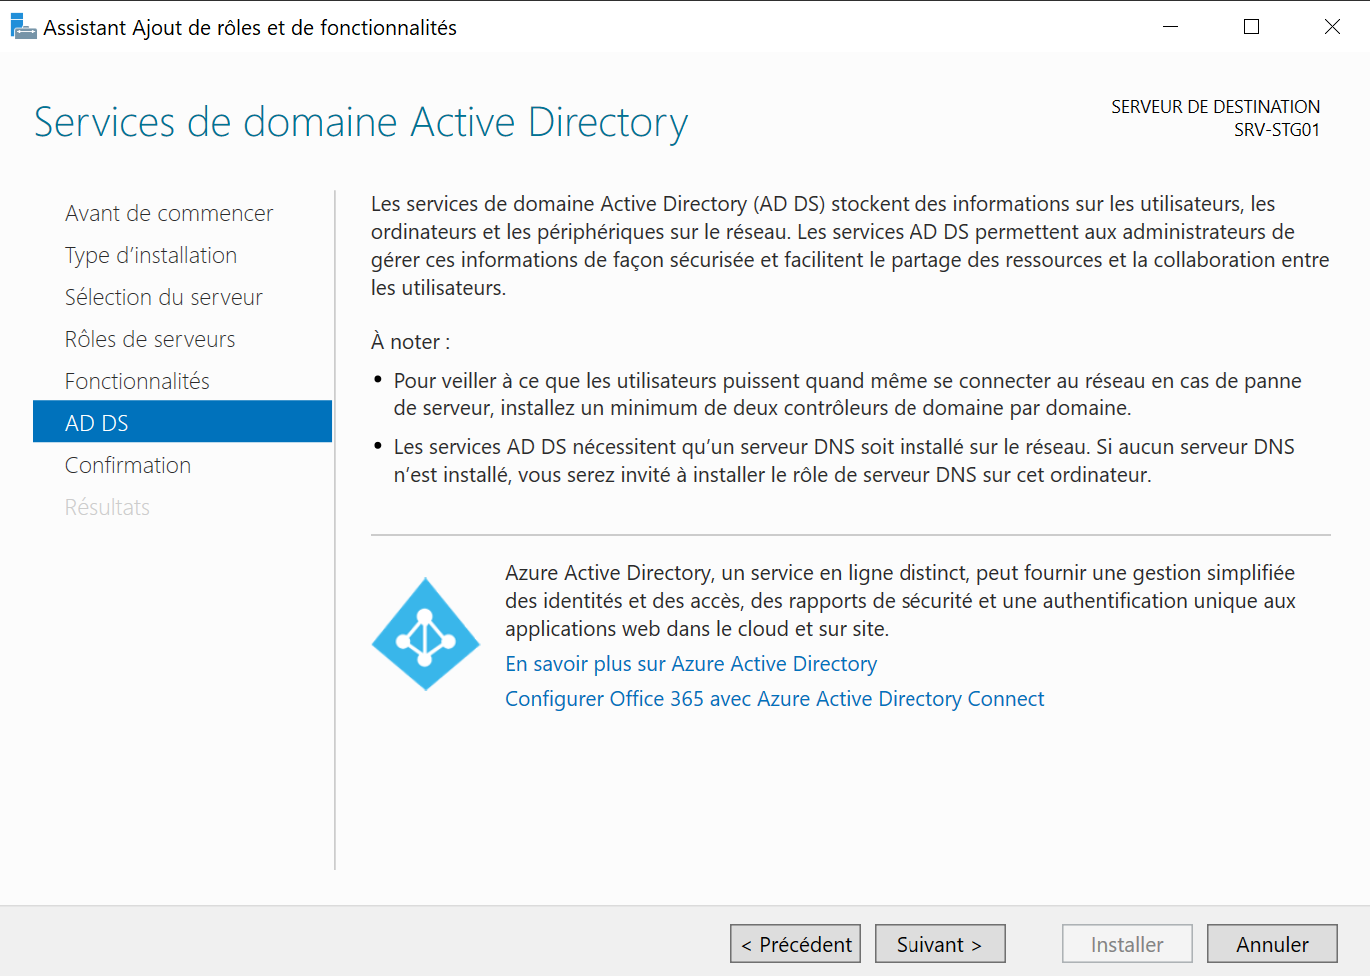 Assistant Ajout de rôles et de fonctionnalités
Services de domaine Active Directory
SERVEUR DE DESTINATION
SRV-STG01
Avant de commencer
Type d’installation
Sélection du serveur
Rôles de serveurs
Fonctionnalités
AD DS
Confirmation
Résultats
Les services de domaine Active Directory (AD DS) stockent des informations sur les utilisateurs, les
ordinateurs et les périphériques sur le réseau. Les services AD DS permettent aux administrateurs de
gérer ces informations de façon sécurisée et facilitent le partage des ressources et la collaboration entre
les utilisateurs.
À noter :
• Pour veiller à ce que les utilisateurs puissent quand même se connecter au réseau en cas de panne
de serveur, installez un minimum de deux contrôleurs de domaine par domaine.
• Les services AD DS nécessitent qu’un serveur DNS soit installé sur le réseau. Si aucun serveur DNS
n’est installé, vous serez invité à installer le rôle de serveur DNS sur cet ordinateur.
Azure Active Directory, un service en ligne distinct, peut fournir une gestion simplifiée
des identités et des accès, des rapports de sécurité et une authentification unique aux
applications web dans le cloud et sur site.
En savoir plus sur Azure Active Directory
Configurer Office 365 avec Azure Active Directory Connect
< Précédent
Suivant >
Installer
Annuler